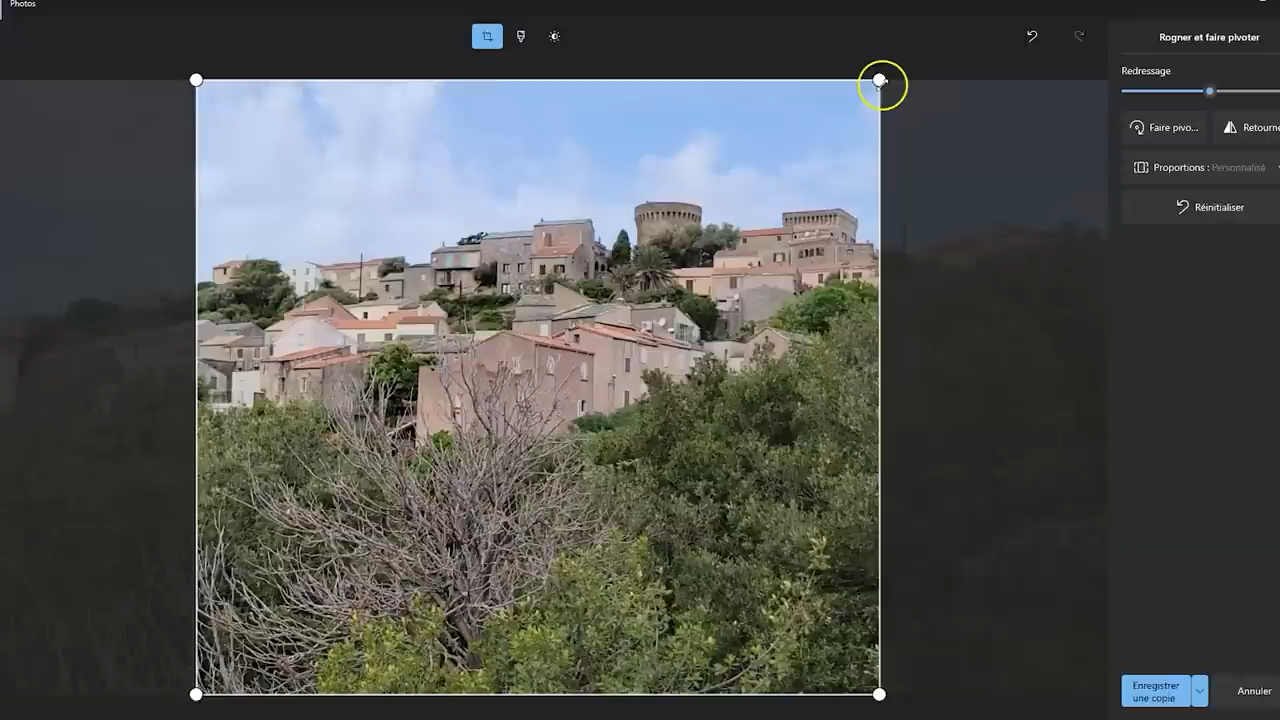 Photos
Rogner et faire pivoter
Redressage
Faire pivo...
Retourne
Proportions : Personnalisé
Réinitialiser
Enregistrer
une copie
Annuler